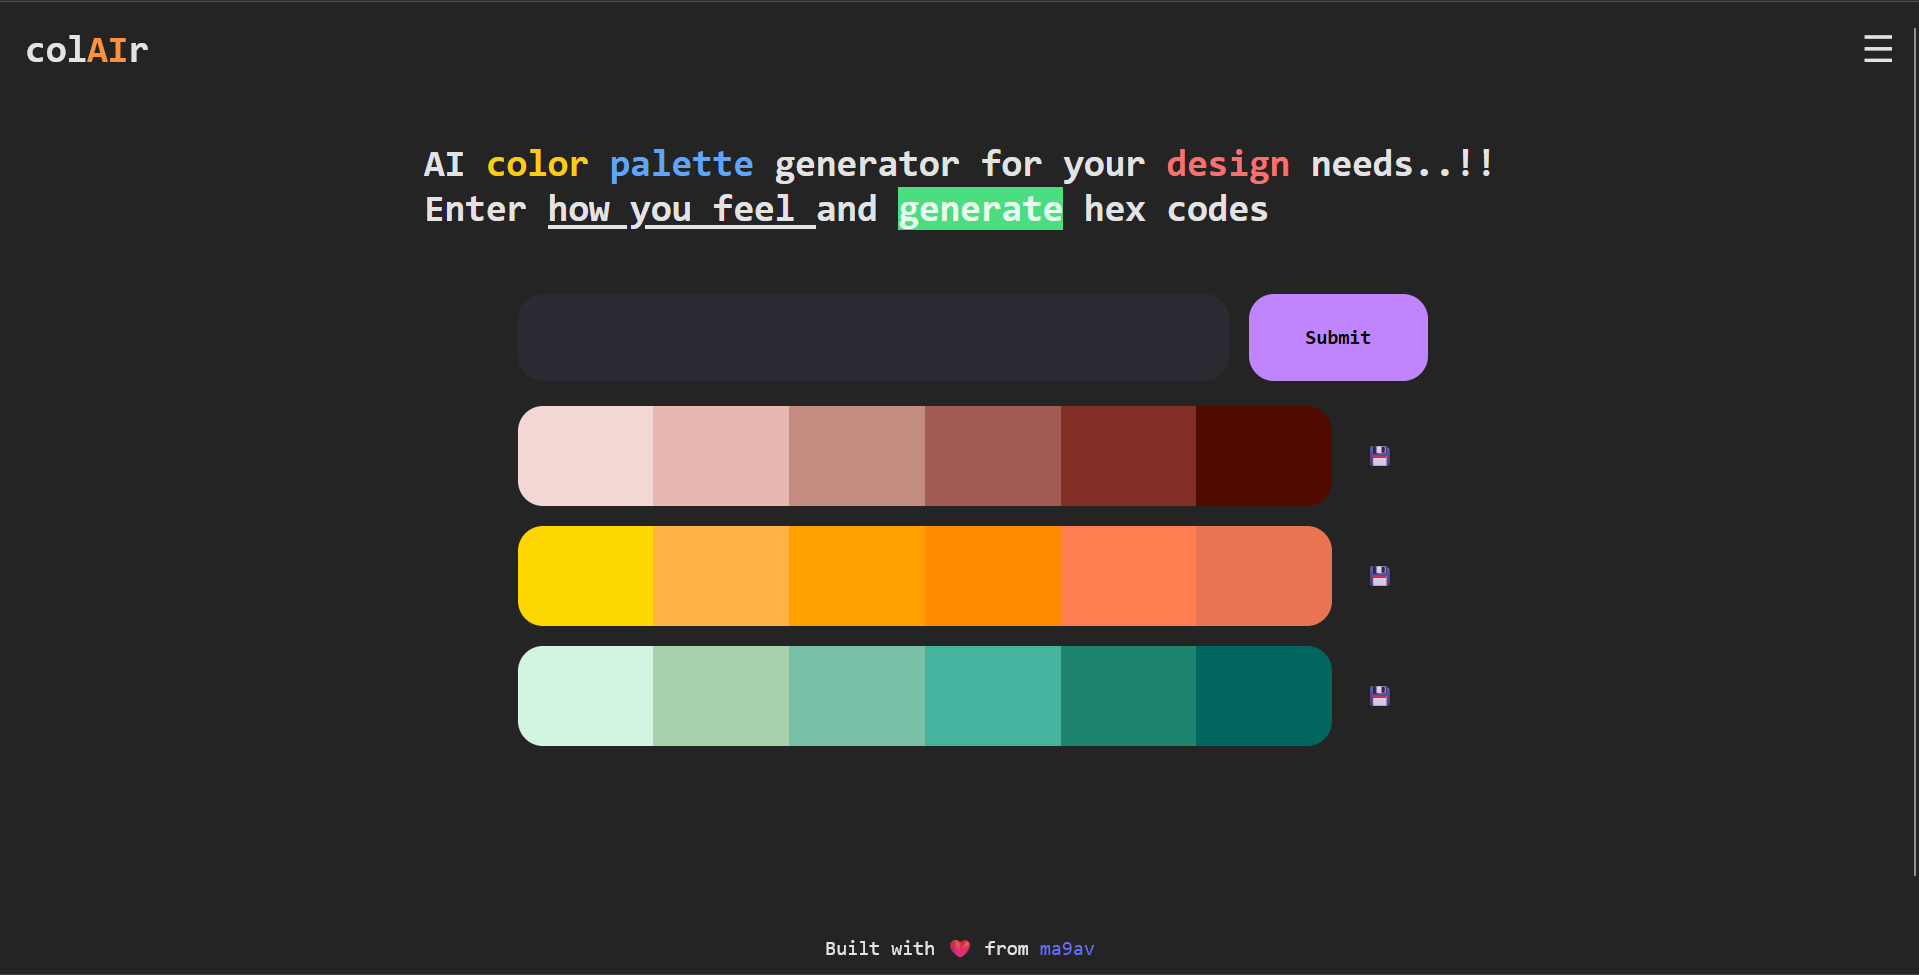 colAIr
AI color palette generator for your design needs..!!
Enter how you feel and generate hex codes
Submit
Built with ❤️ from ma9av